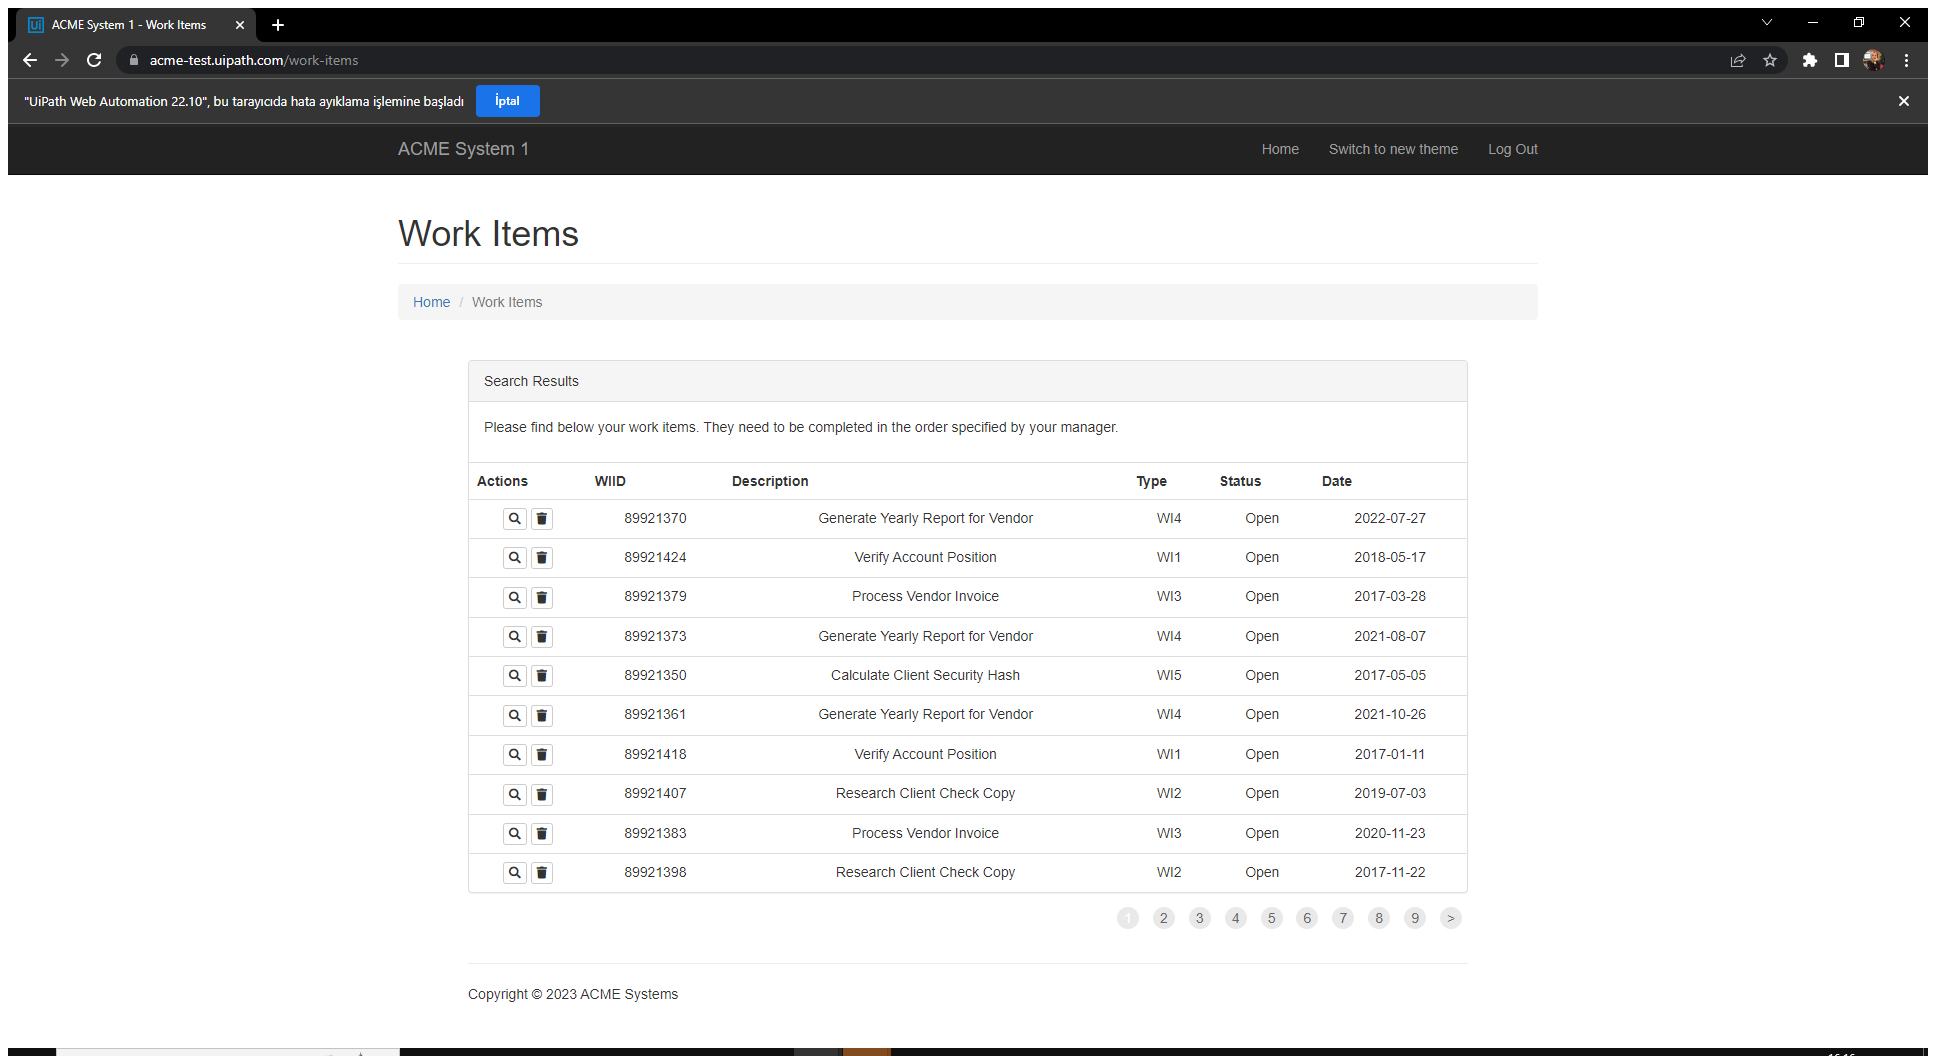 ACME System 1 - Work Items
acme-test.uipath.com/work-items
"UiPath Web Automation 22.10", bu tarayıcıda hata ayıklama işlemine başladı İptal
ACME System 1 Home Switch to new theme Log Out
Work Items
Home / Work Items
Search Results
Please find below your work items. They need to be completed in the order specified by your manager.
Actions WIID Description Type Status Date
89921370 Generate Yearly Report for Vendor WI4 Open 2022-07-27
89921424 Verify Account Position WI1 Open 2018-05-17
89921379 Process Vendor Invoice WI3 Open 2017-03-28
89921373 Generate Yearly Report for Vendor WI4 Open 2021-08-07
89921350 Calculate Client Security Hash WI5 Open 2017-05-05
89921361 Generate Yearly Report for Vendor WI4 Open 2021-10-26
89921418 Verify Account Position WI1 Open 2017-01-11
89921407 Research Client Check Copy WI2 Open 2019-07-03
89921383 Process Vendor Invoice WI3 Open 2020-11-23
89921398 Research Client Check Copy WI2 Open 2017-11-22
1 2 3 4 5 6 7 8 9 >
Copyright © 2023 ACME Systems